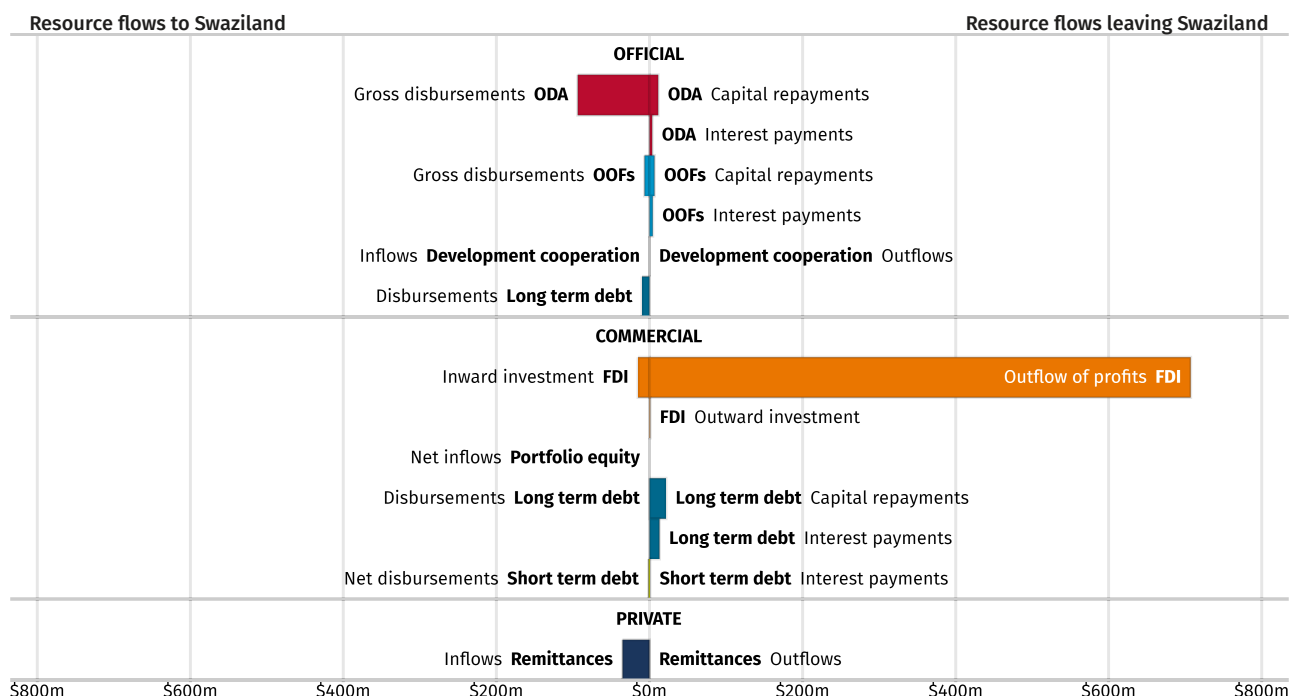 Resource flows to Swaziland Resource flows leaving Swaziland
OFFICIAL
Gross disbursements ODA ODA Capital repayments
ODA Interest payments
Gross disbursements OOFs OOFs Capital repayments
OOFs Interest payments
Inflows Development cooperation Development cooperation Outflows
Disbursements Long term debt
COMMERCIAL
Inward investment FDI Outflow of profits FDI
FDI Outward investment
Net inflows Portfolio equity
Disbursements Long term debt Long term debt Capital repayments
Long term debt Interest payments
Net disbursements Short term debt Short term debt Interest payments
PRIVATE
Inflows Remittances Remittances Outflows
$800m $600m $400m $200m $0m $200m $400m $600m $800m